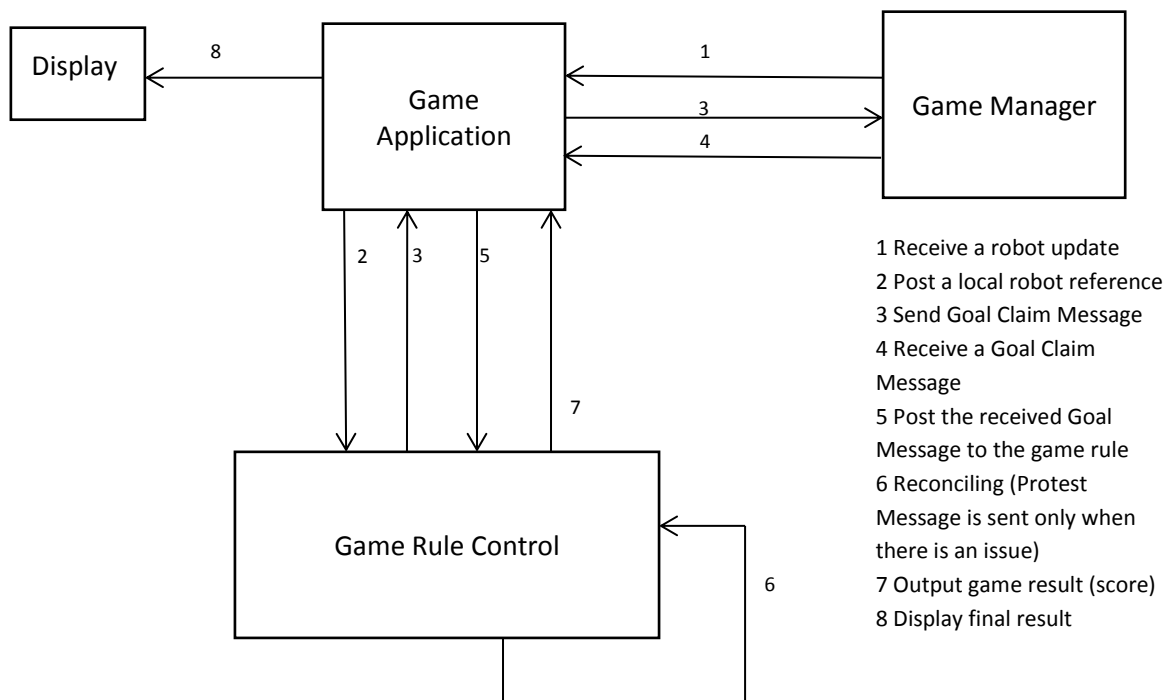 8
1
Display
Game
Application
Game Manager
3
4
2
3
5
1 Receive a robot update
2 Post a local robot reference
3 Send Goal Claim Message
4 Receive a Goal Claim
Message
7
5 Post the received Goal
Message to the game rule
6 Reconciling (Protest
Message is sent only when
there is an issue)
7 Output game result (score)
8 Display final result
Game Rule Control
6